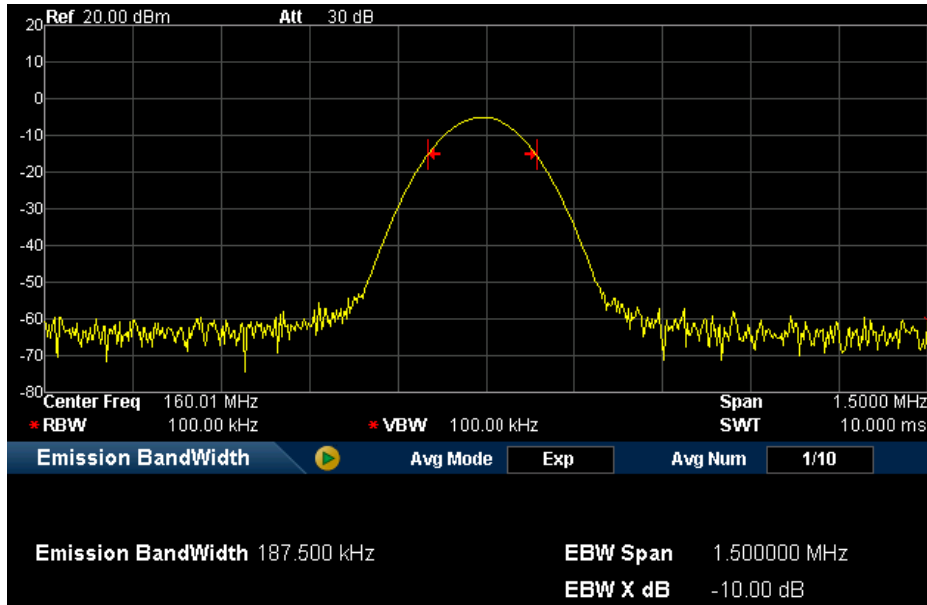 Ref 20.00 dBm Att 30 dB
20
10
0
-10
-20
-30
-40
-50
-60
-70
-80
Center Freq 160.01 MHz Span 1.5000 MHz
* RBW 100.00 kHz * VBW 100.00 kHz SWT 10.000 ms
Emission BandWidth Avg Mode Exp Avg Num 1/10
Emission BandWidth 187.500 kHz EBW Span 1.500000 MHz
EBW X dB -10.00 dB